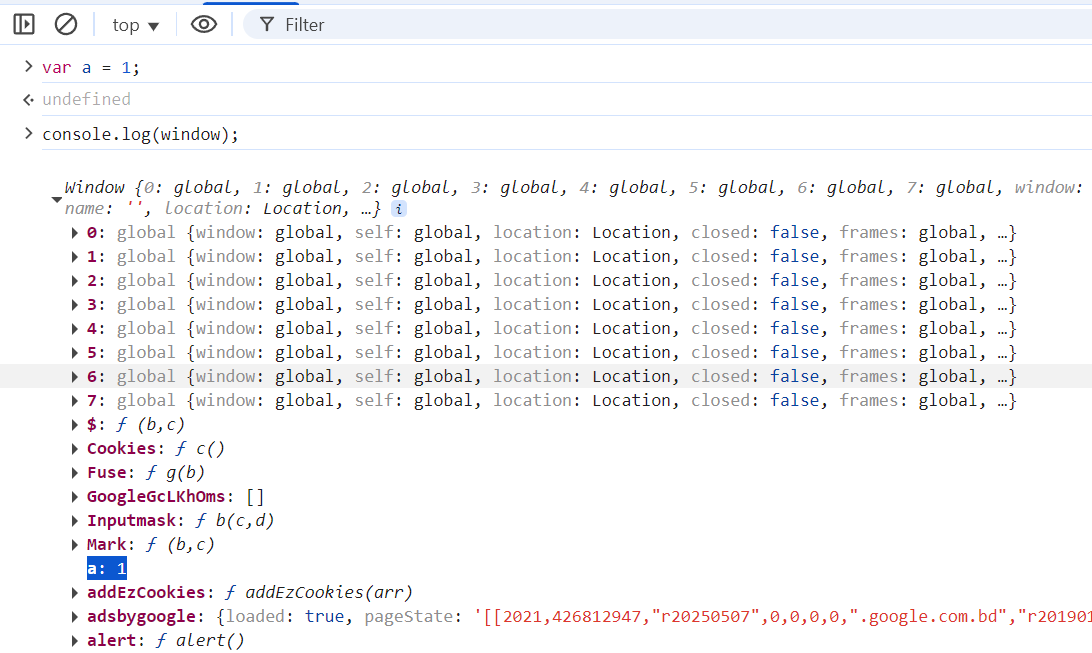 top ▼ Filter
> var a = 1;
<· undefined
> console.log(window);
Window {0: global, 1: global, 2: global, 3: global, 4: global, 5: global, 6: global, 7: global, window:
name: '', location: Location, …} i
▶ 0: global {window: global, self: global, location: Location, closed: false, frames: global, …}
▶ 1: global {window: global, self: global, location: Location, closed: false, frames: global, …}
▶ 2: global {window: global, self: global, location: Location, closed: false, frames: global, …}
▶ 3: global {window: global, self: global, location: Location, closed: false, frames: global, …}
▶ 4: global {window: global, self: global, location: Location, closed: false, frames: global, …}
▶ 5: global {window: global, self: global, location: Location, closed: false, frames: global, …}
▶ 6: global {window: global, self: global, location: Location, closed: false, frames: global, …}
▶ 7: global {window: global, self: global, location: Location, closed: false, frames: global, …}
▶ $: ƒ (b,c)
▶ Cookies: ƒ c()
▶ Fuse: ƒ g(b)
▶ GoogleGcLKhOms: []
▶ Inputmask: ƒ b(c,d)
▶ Mark: ƒ (b,c)
a: 1
▶ addEzCookies: ƒ addEzCookies(arr)
▶ adsbygoogle: {loaded: true, pageState: '[[2021,426812947,"r20250507",0,0,0,0,".google.com.bd","r20190
▶ alert: ƒ alert()